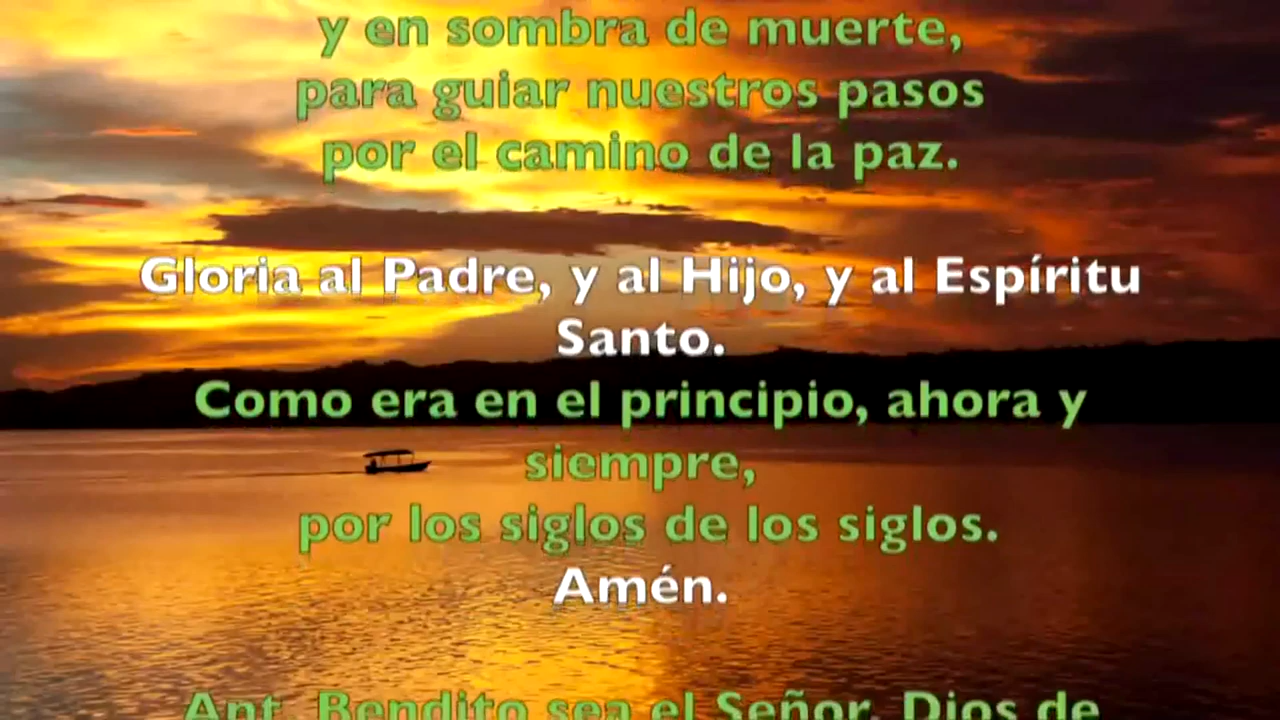 y en sombra de muerte,
para guiar nuestros pasos
por el camino de la paz.
Gloria al Padre, y al Hijo, y al Espíritu
Santo.
Como era en el principio, ahora y
siempre,
por los siglos de los siglos.
Amén.
Ant. Bendito sea el Señor, Dios de